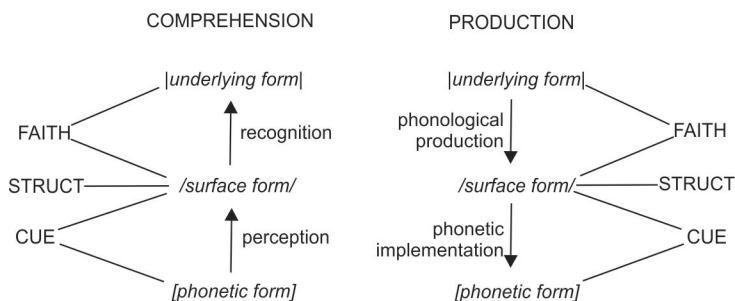 COMPREHENSION
|underlying form|
FAITH
recognition
STRUCT
/surface form/
CUE
perception
[phonetic form]
PRODUCTION
|underlying form|
phonological
production
FAITH
/surface form/
STRUCT
phonetic
implementation
CUE
[phonetic form]